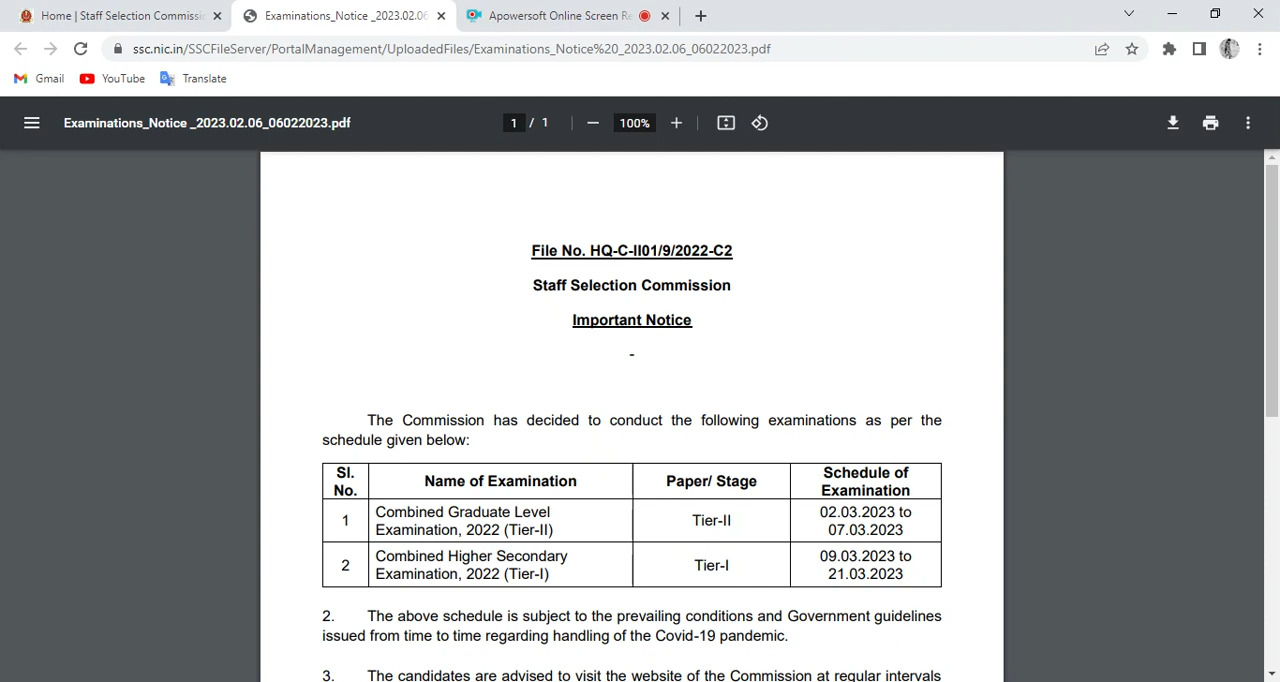 Home | Staff Selection Commissi
Examinations_Notice _2023.02.06
Apowersoft Online Screen Re
ssc.nic.in/SSCFileServer/PortalManagement/UploadedFiles/Examinations_Notice%20_2023.02.06_06022023.pdf
Gmail
YouTube
Translate
Examinations_Notice _2023.02.06_06022023.pdf
1 / 1
100%
File No. HQ-C-II01/9/2022-C2
Staff Selection Commission
Important Notice
-
The Commission has decided to conduct the following examinations as per the
schedule given below:
Sl. No. Name of Examination Paper/ Stage Schedule of Examination
1 Combined Graduate Level Examination, 2022 (Tier-II) Tier-II 02.03.2023 to 07.03.2023
2 Combined Higher Secondary Examination, 2022 (Tier-I) Tier-I 09.03.2023 to 21.03.2023
2. The above schedule is subject to the prevailing conditions and Government guidelines
issued from time to time regarding handling of the Covid-19 pandemic.
3. The candidates are advised to visit the website of the Commission at regular intervals